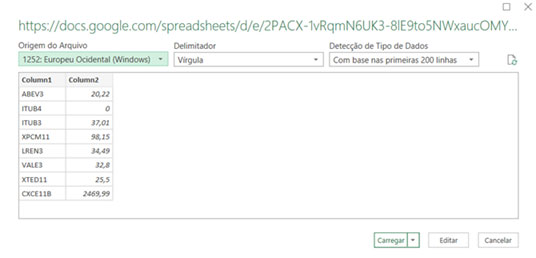 https://docs.google.com/spreadsheets/d/e/2PACX-1vRqmN6UK3-8lE9to5NWxaucOMY...
Origem do Arquivo Delimitador Detecção de Tipo de Dados
1252: Europeu Ocidental (Windows) Vírgula Com base nas primeiras 200 linhas
Column1 Column2
ABEV3 20,22
ITUB4 0
ITUB3 37,01
XPCM11 98,15
LREN3 34,49
VALE3 32,8
XTED11 25,5
CXCE11B 2469,99
Carregar Editar Cancelar